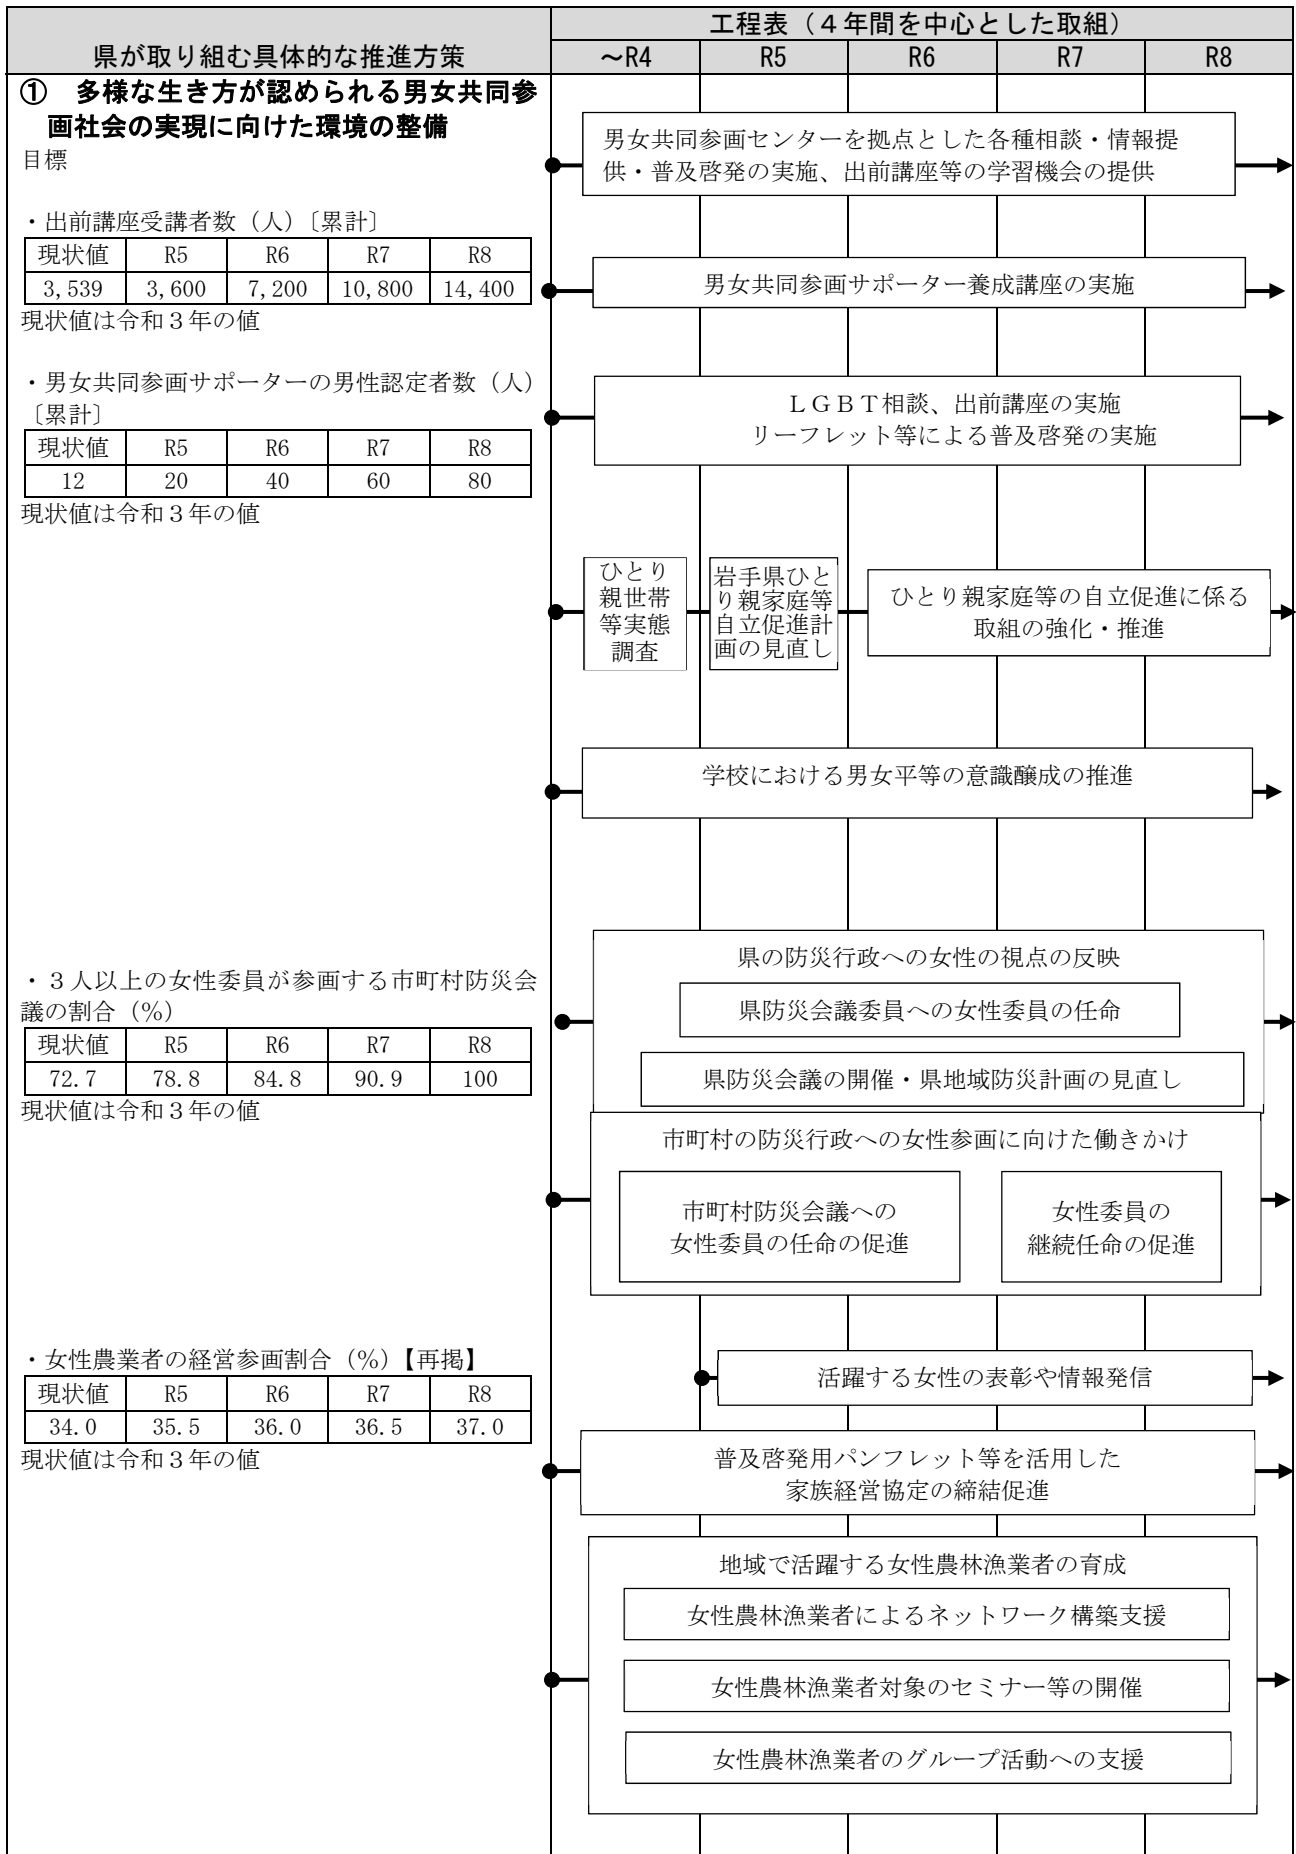 県が取り組む具体的な推進方策
工程表（４年間を中心とした取組）
～R4 R5 R6 R7 R8
①　多様な生き方が認められる男女共同参
画社会の実現に向けた環境の整備
目標
・出前講座受講者数（人）〔累計〕
現状値 R5 R6 R7 R8
3,539 3,600 7,200 10,800 14,400
現状値は令和３年の値
・男女共同参画サポーターの男性認定者数（人）
〔累計〕
現状値 R5 R6 R7 R8
12 20 40 60 80
現状値は令和３年の値
・３人以上の女性委員が参画する市町村防災会
議の割合（％）
現状値 R5 R6 R7 R8
72.7 78.8 84.8 90.9 100
現状値は令和３年の値
・女性農業者の経営参画割合（％）【再掲】
現状値 R5 R6 R7 R8
34.0 35.5 36.0 36.5 37.0
現状値は令和３年の値
男女共同参画センターを拠点とした各種相談・情報提
供・普及啓発の実施、出前講座等の学習機会の提供
男女共同参画サポーター養成講座の実施
ＬＧＢＴ相談、出前講座の実施
リーフレット等による普及啓発の実施
ひとり
親世帯
等実態
調査
岩手県ひと
り親家庭等
自立促進計
画の見直し
ひとり親家庭等の自立促進に係る
取組の強化・推進
学校における男女平等の意識醸成の推進
県の防災行政への女性の視点の反映
県防災会議委員への女性委員の任命
県防災会議の開催・県地域防災計画の見直し
市町村の防災行政への女性参画に向けた働きかけ
市町村防災会議への
女性委員の任命の促進
女性委員の
継続任命の促進
活躍する女性の表彰や情報発信
普及啓発用パンフレット等を活用した
家族経営協定の締結促進
地域で活躍する女性農林漁業者の育成
女性農林漁業者によるネットワーク構築支援
女性農林漁業者対象のセミナー等の開催
女性農林漁業者のグループ活動への支援